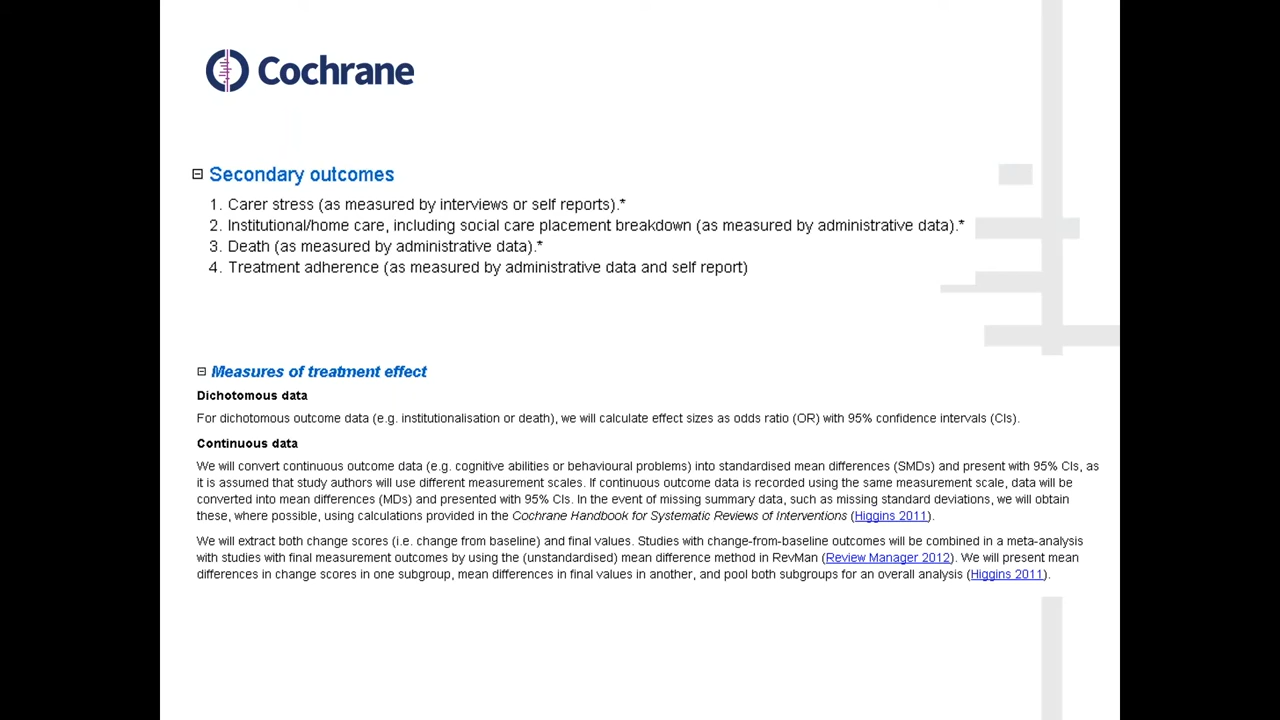 Cochrane
Secondary outcomes
1. Carer stress (as measured by interviews or self reports).*
2. Institutional/home care, including social care placement breakdown (as measured by administrative data).*
3. Death (as measured by administrative data).*
4. Treatment adherence (as measured by administrative data and self report)
Measures of treatment effect
Dichotomous data
For dichotomous outcome data (e.g. institutionalisation or death), we will calculate effect sizes as odds ratio (OR) with 95% confidence intervals (CIs).
Continuous data
We will convert continuous outcome data (e.g. cognitive abilities or behavioural problems) into standardised mean differences (SMDs) and present with 95% CIs, as
it is assumed that study authors will use different measurement scales. If continuous outcome data is recorded using the same measurement scale, data will be
converted into mean differences (MDs) and presented with 95% CIs. In the event of missing summary data, such as missing standard deviations, we will obtain
these, where possible, using calculations provided in the Cochrane Handbook for Systematic Reviews of Interventions (Higgins 2011).
We will extract both change scores (i.e. change from baseline) and final values. Studies with change-from-baseline outcomes will be combined in a meta-analysis
with studies with final measurement outcomes by using the (unstandardised) mean difference method in RevMan (Review Manager 2012). We will present mean
differences in change scores in one subgroup, mean differences in final values in another, and pool both subgroups for an overall analysis (Higgins 2011).